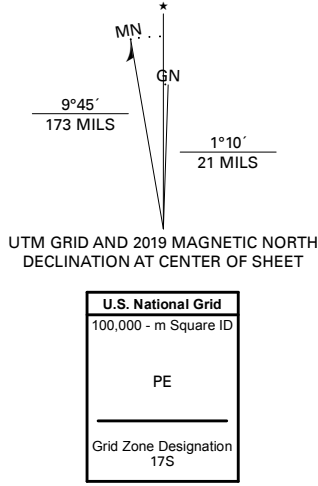 ★
MN
GN
9°45´
173 MILS
1°10´
21 MILS
UTM GRID AND 2019 MAGNETIC NORTH
DECLINATION AT CENTER OF SHEET
U.S. National Grid
100,000 - m Square ID
PE
Grid Zone Designation
17S